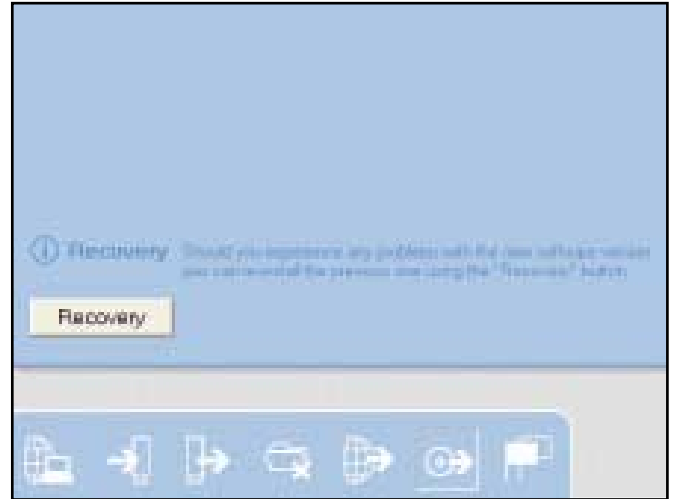 Recovery Should you experience any problems with the new software version
you can reinstall the previous one using the "Recovery" button.
Recovery